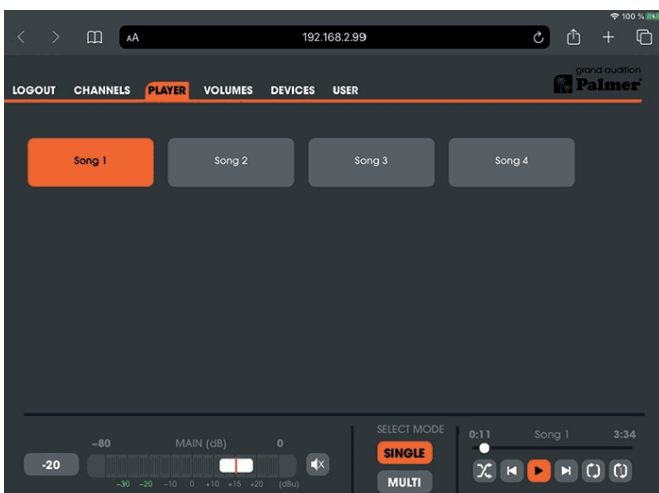 100 %
AA 192.168.2.99
grand audition
Palmer
LOGOUT CHANNELS PLAYER VOLUMES DEVICES USER
Song 1 Song 2 Song 3 Song 4
SELECT MODE
-80 MAIN (dB) 0
0:11 Song 1 3:34
-20
SINGLE
-30 -20 -10 0 +10 +15 +20 (dBu)
MULTI